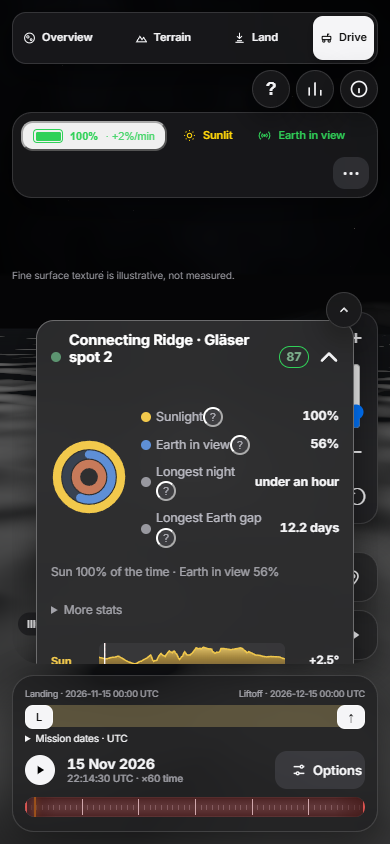 Overview Terrain Land Drive
?
100% · +2%/min Sunlit Earth in view
...
Fine surface texture is illustrative, not measured.
Connecting Ridge · Gläser
spot 2
87
+
Sunlight ? 100%
Earth in view ? 56%
−
Longest night
? under an hour
Longest Earth gap
? 12.2 days
Sun 100% of the time · Earth in view 56%
More stats
Sun +2.5°
Landing · 2026-11-15 00:00 UTC Liftoff · 2026-12-15 00:00 UTC
L ↑
Mission dates · UTC
15 Nov 2026
22:14:30 UTC · ×60 time
Options